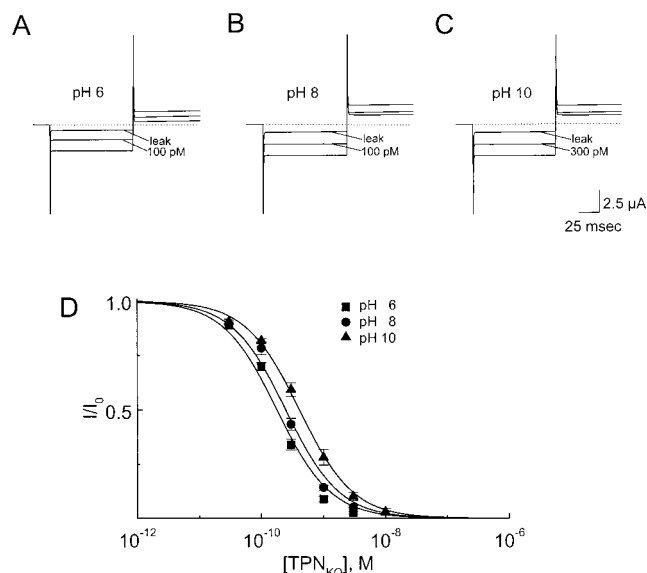 A
B
C
pH 6
pH 8
pH 10
leak
100 pM
leak
100 pM
leak
300 pM
2.5 µA
25 msec
D
pH 6
pH 8
pH 10
1.0
0.5
I/I0
10-12
10-10
10-8
10-6
[TPNKQ], M